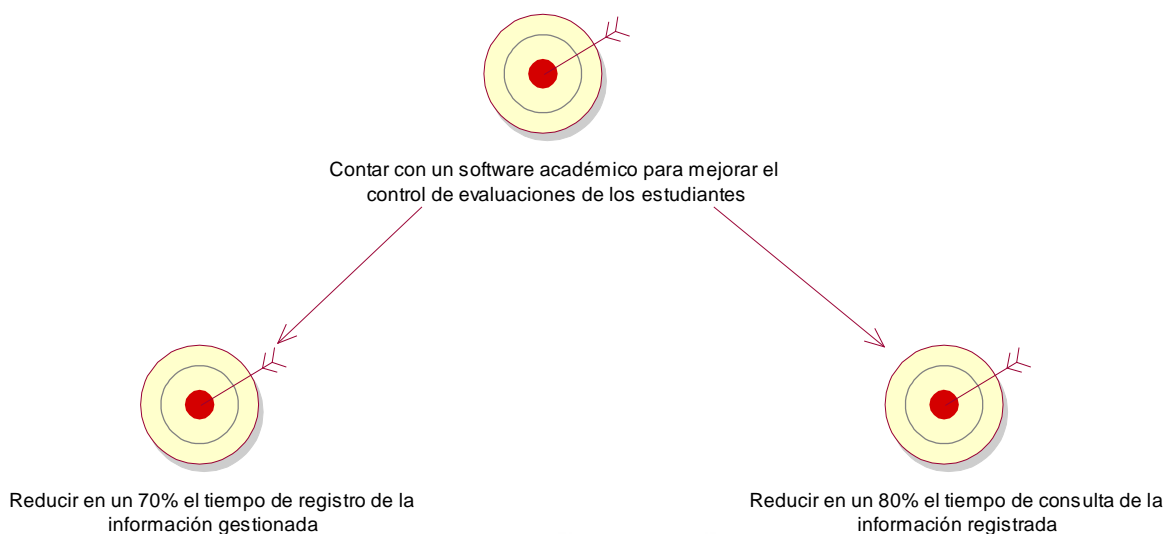 Contar con un software académico para mejorar el
control de evaluaciones de los estudiantes
Reducir en un 70% el tiempo de registro de la
información gestionada
Reducir en un 80% el tiempo de consulta de la
información registrada